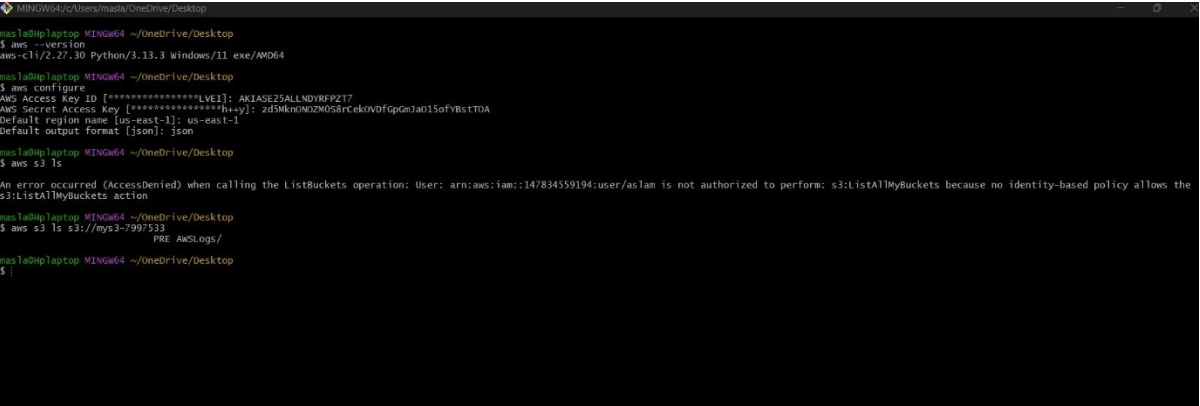 MINGW64:/c/Users/masla/OneDrive/Desktop
masla@Hplaptop MINGW64 ~/OneDrive/Desktop
$ aws --version
aws-cli/2.27.30 Python/3.13.3 Windows/11 exe/AMD64
masla@Hplaptop MINGW64 ~/OneDrive/Desktop
$ aws configure
AWS Access Key ID [****************LVEI]: AKIASE25ALLNDYRFPZT7
AWS Secret Access Key [****************h++y]:
Default region name [us-east-1]: us-east-1
Default output format [json]: json
masla@Hplaptop MINGW64 ~/OneDrive/Desktop
$ aws s3 ls
An error occurred (AccessDenied) when calling the ListBuckets operation: User: arn:aws:iam::147834559194:user/aslam is not authorized to perform: s3:ListAllMyBuckets because no identity-based policy allows the
s3:ListAllMyBuckets action
masla@Hplaptop MINGW64 ~/OneDrive/Desktop
$ aws s3 ls s3://mys3-7997533
PRE AWSLogs/
masla@Hplaptop MINGW64 ~/OneDrive/Desktop
$